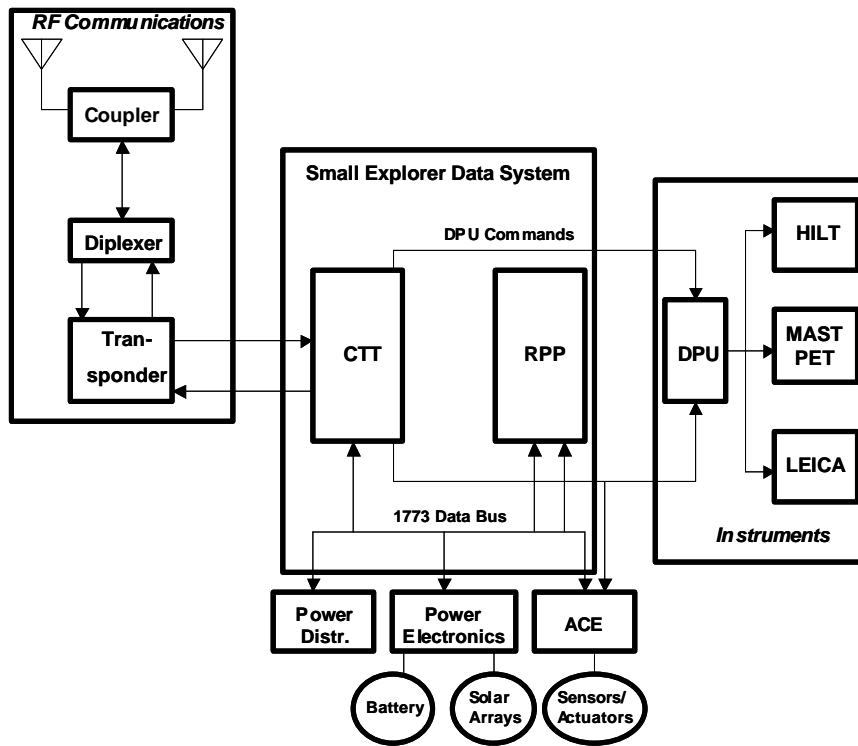 RF Communications
Coupler
Diplexer
Tran-
sponder
Small Explorer Data System
DPU Commands
CTT
RPP
1773 Data Bus
DPU
HILT
MAST
PET
LEICA
Instruments
Power
Distr.
Power
Electronics
ACE
Battery
Solar
Arrays
Sensors/
Actuators